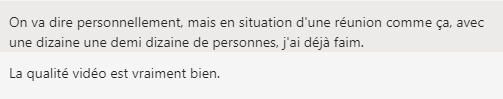 On va dire personnellement, mais en situation d'une réunion comme ça, avec
une dizaine une demi dizaine de personnes, j'ai déjà faim.
La qualité vidéo est vraiment bien.